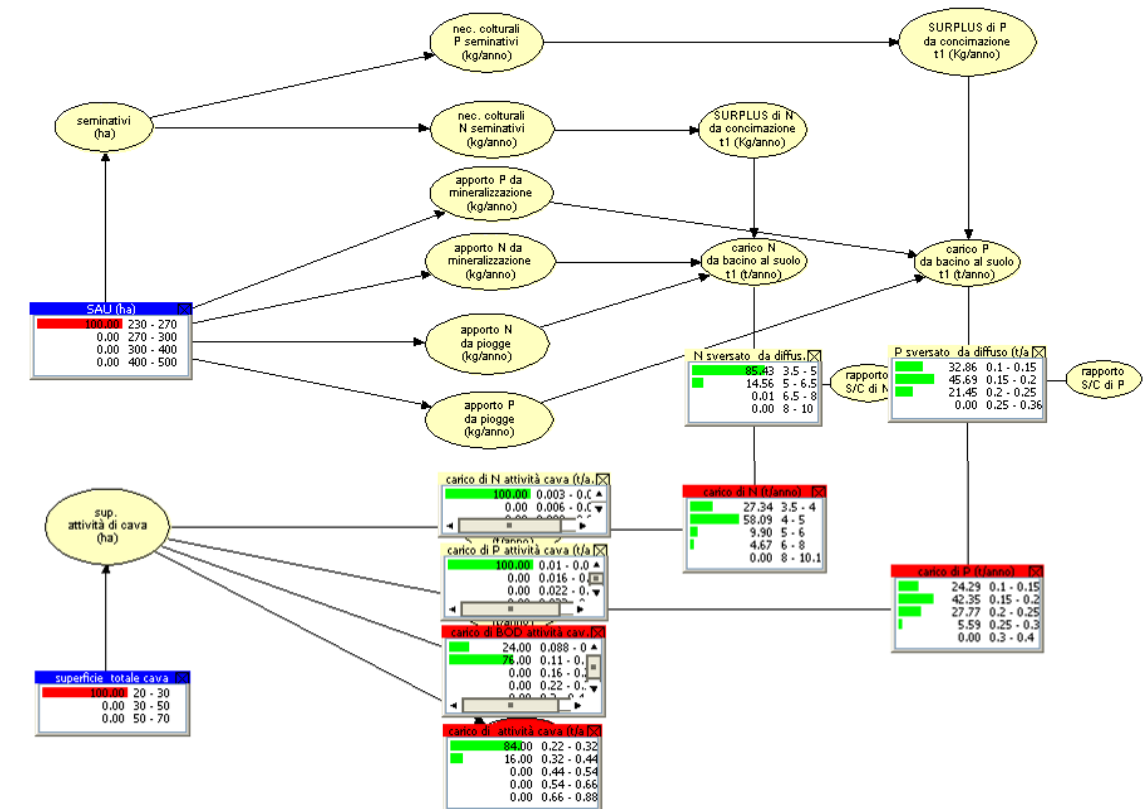 nec. colturali
P seminativi
(kg/anno)
SURPLUS di P
da concimazione
t1 (Kg/anno)
seminativi
(ha)
nec. colturali
N seminativi
(kg/anno)
SURPLUS di N
da concimazione
t1 (Kg/anno)
apporto P da
mineralizzazione
(kg/anno)
apporto N da
mineralizzazione
(kg/anno)
carico N
da bacino al suolo
t1 (t/anno)
carico P
da bacino al suolo
t1 (t/anno)
SAU (ha)
100.00 230 - 270
0.00 270 - 300
0.00 300 - 400
0.00 400 - 500
apporto N
da piogge
(kg/anno)
apporto P
da piogge
(kg/anno)
N sversato da diffus.
85.43 3.5 - 5
14.56 5 - 6.5
0.01 6.5 - 8
0.00 8 - 10
rapporto
S/C di N
P sversato da diffuso (t/a
32.86 0.1 - 0.15
45.69 0.15 - 0.2
21.45 0.2 - 0.25
0.00 0.25 - 0.36
rapporto
S/C di P
sup.
attività di cava
(ha)
carico di N attività cava (t/a.
100.00 0.003 - 0.0
0.00 0.006 - 0.0
carico di N (t/anno)
27.34 3.5 - 4
58.09 4 - 5
9.90 5 - 6
4.67 6 - 8
0.00 8 - 10.1
(t/anno)
carico di P attività cava (t/a
100.00 0.01 - 0.0
0.00 0.016 - 0.
0.00 0.022 - 0.
carico di P (t/anno)
24.29 0.1 - 0.15
42.35 0.15 - 0.2
27.77 0.2 - 0.25
5.59 0.25 - 0.3
0.00 0.3 - 0.4
carico di BOD attività cav.
24.00 0.088 - 0
76.00 0.11 - 0.
0.00 0.16 - 0.
0.00 0.22 - 0.
superficie totale cava
100.00 20 - 30
0.00 30 - 50
0.00 50 - 70
carico di attività cava (t/a
84.00 0.22 - 0.32
16.00 0.32 - 0.44
0.00 0.44 - 0.54
0.00 0.54 - 0.66
0.00 0.66 - 0.88